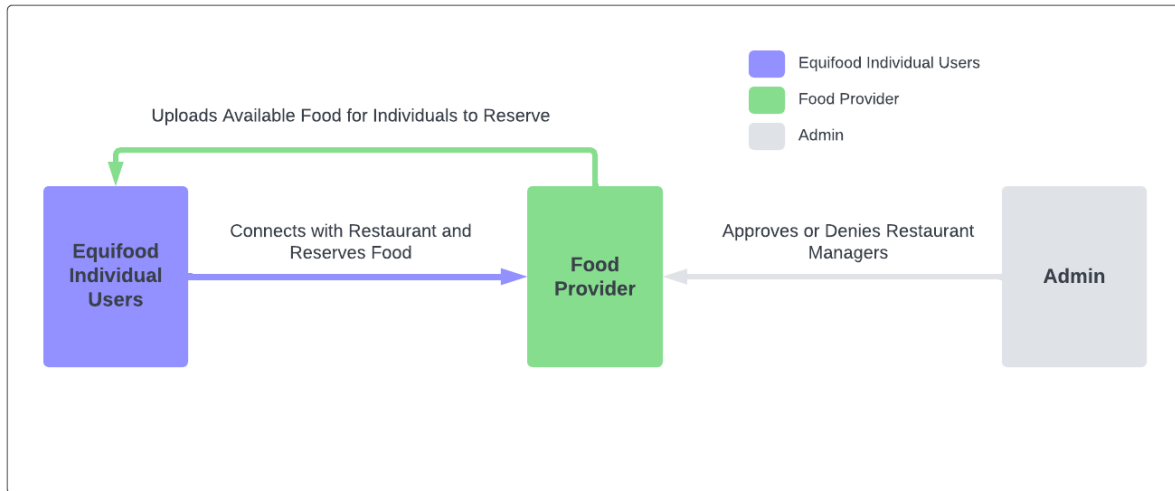 Equifood Individual Users
Food Provider
Admin
Uploads Available Food for Individuals to Reserve
Connects with Restaurant and
Reserves Food
Approves or Denies Restaurant
Managers
Equifood
Individual
Users
Food
Provider
Admin